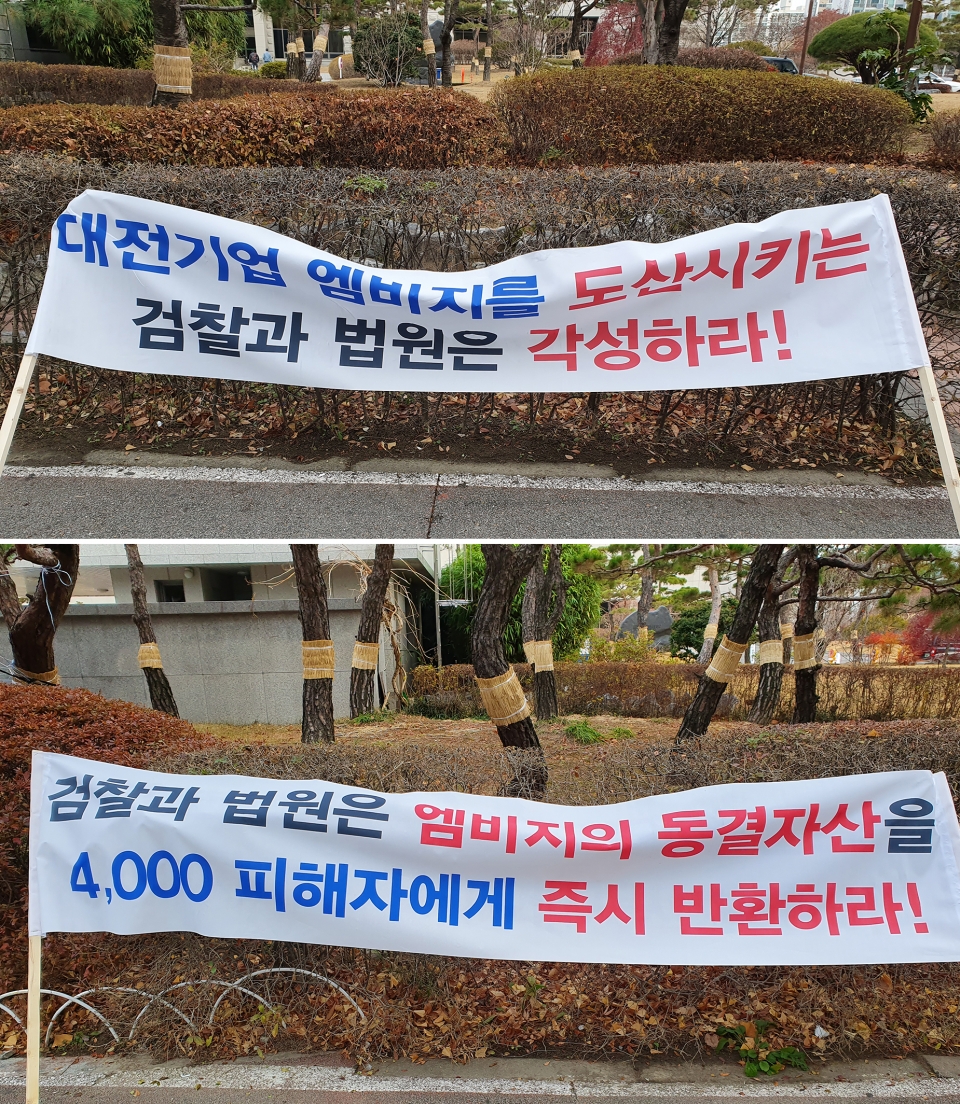 대전기업 엠비지를 도산시키는
검찰과 법원은 각성하라!
검찰과 법원은 엠비지의 동결자산을
4,000 피해자에게 즉시 반환하라!